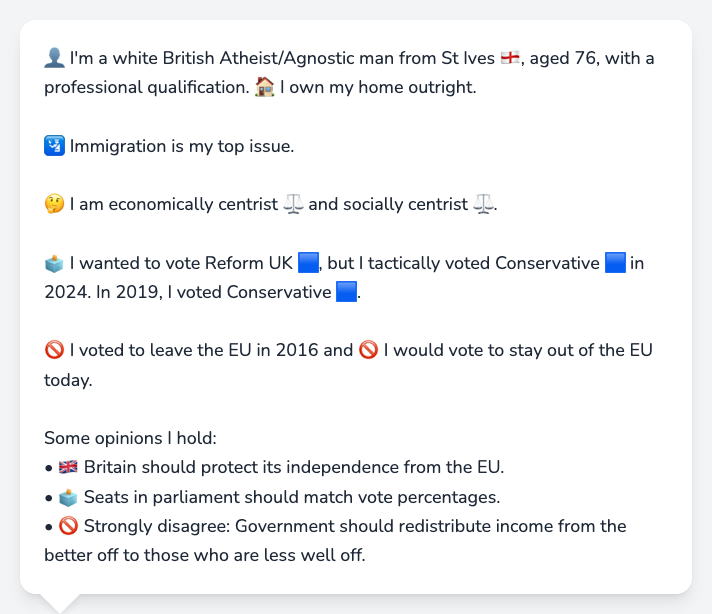 👤 I'm a white British Atheist/Agnostic man from St Ives 🏴󠁧󠁢󠁥󠁮󠁧󠁿, aged 76, with a
professional qualification. 🏠 I own my home outright.
🛂 Immigration is my top issue.
🤔 I am economically centrist ⚖️ and socially centrist ⚖️.
🗳️ I wanted to vote Reform UK 🟦, but I tactically voted Conservative 🟦 in
2024. In 2019, I voted Conservative 🟦.
🚫 I voted to leave the EU in 2016 and 🚫 I would vote to stay out of the EU
today.
Some opinions I hold:
• 🇬🇧 Britain should protect its independence from the EU.
• 🗳️ Seats in parliament should match vote percentages.
• 🚫 Strongly disagree: Government should redistribute income from the
better off to those who are less well off.